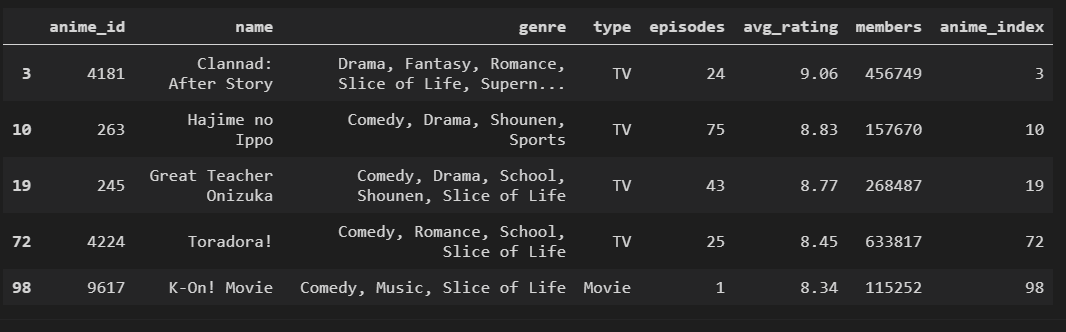 anime_id name genre type episodes avg_rating members anime_index
3 4181 Clannad: After Story Drama, Fantasy, Romance, Slice of Life, Supern... TV 24 9.06 456749 3
10 263 Hajime no Ippo Comedy, Drama, Shounen, Sports TV 75 8.83 157670 10
19 245 Great Teacher Onizuka Comedy, Drama, School, Shounen, Slice of Life TV 43 8.77 268487 19
72 4224 Toradora! Comedy, Romance, School, Slice of Life TV 25 8.45 633817 72
98 9617 K-On! Movie Comedy, Music, Slice of Life Movie 1 8.34 115252 98